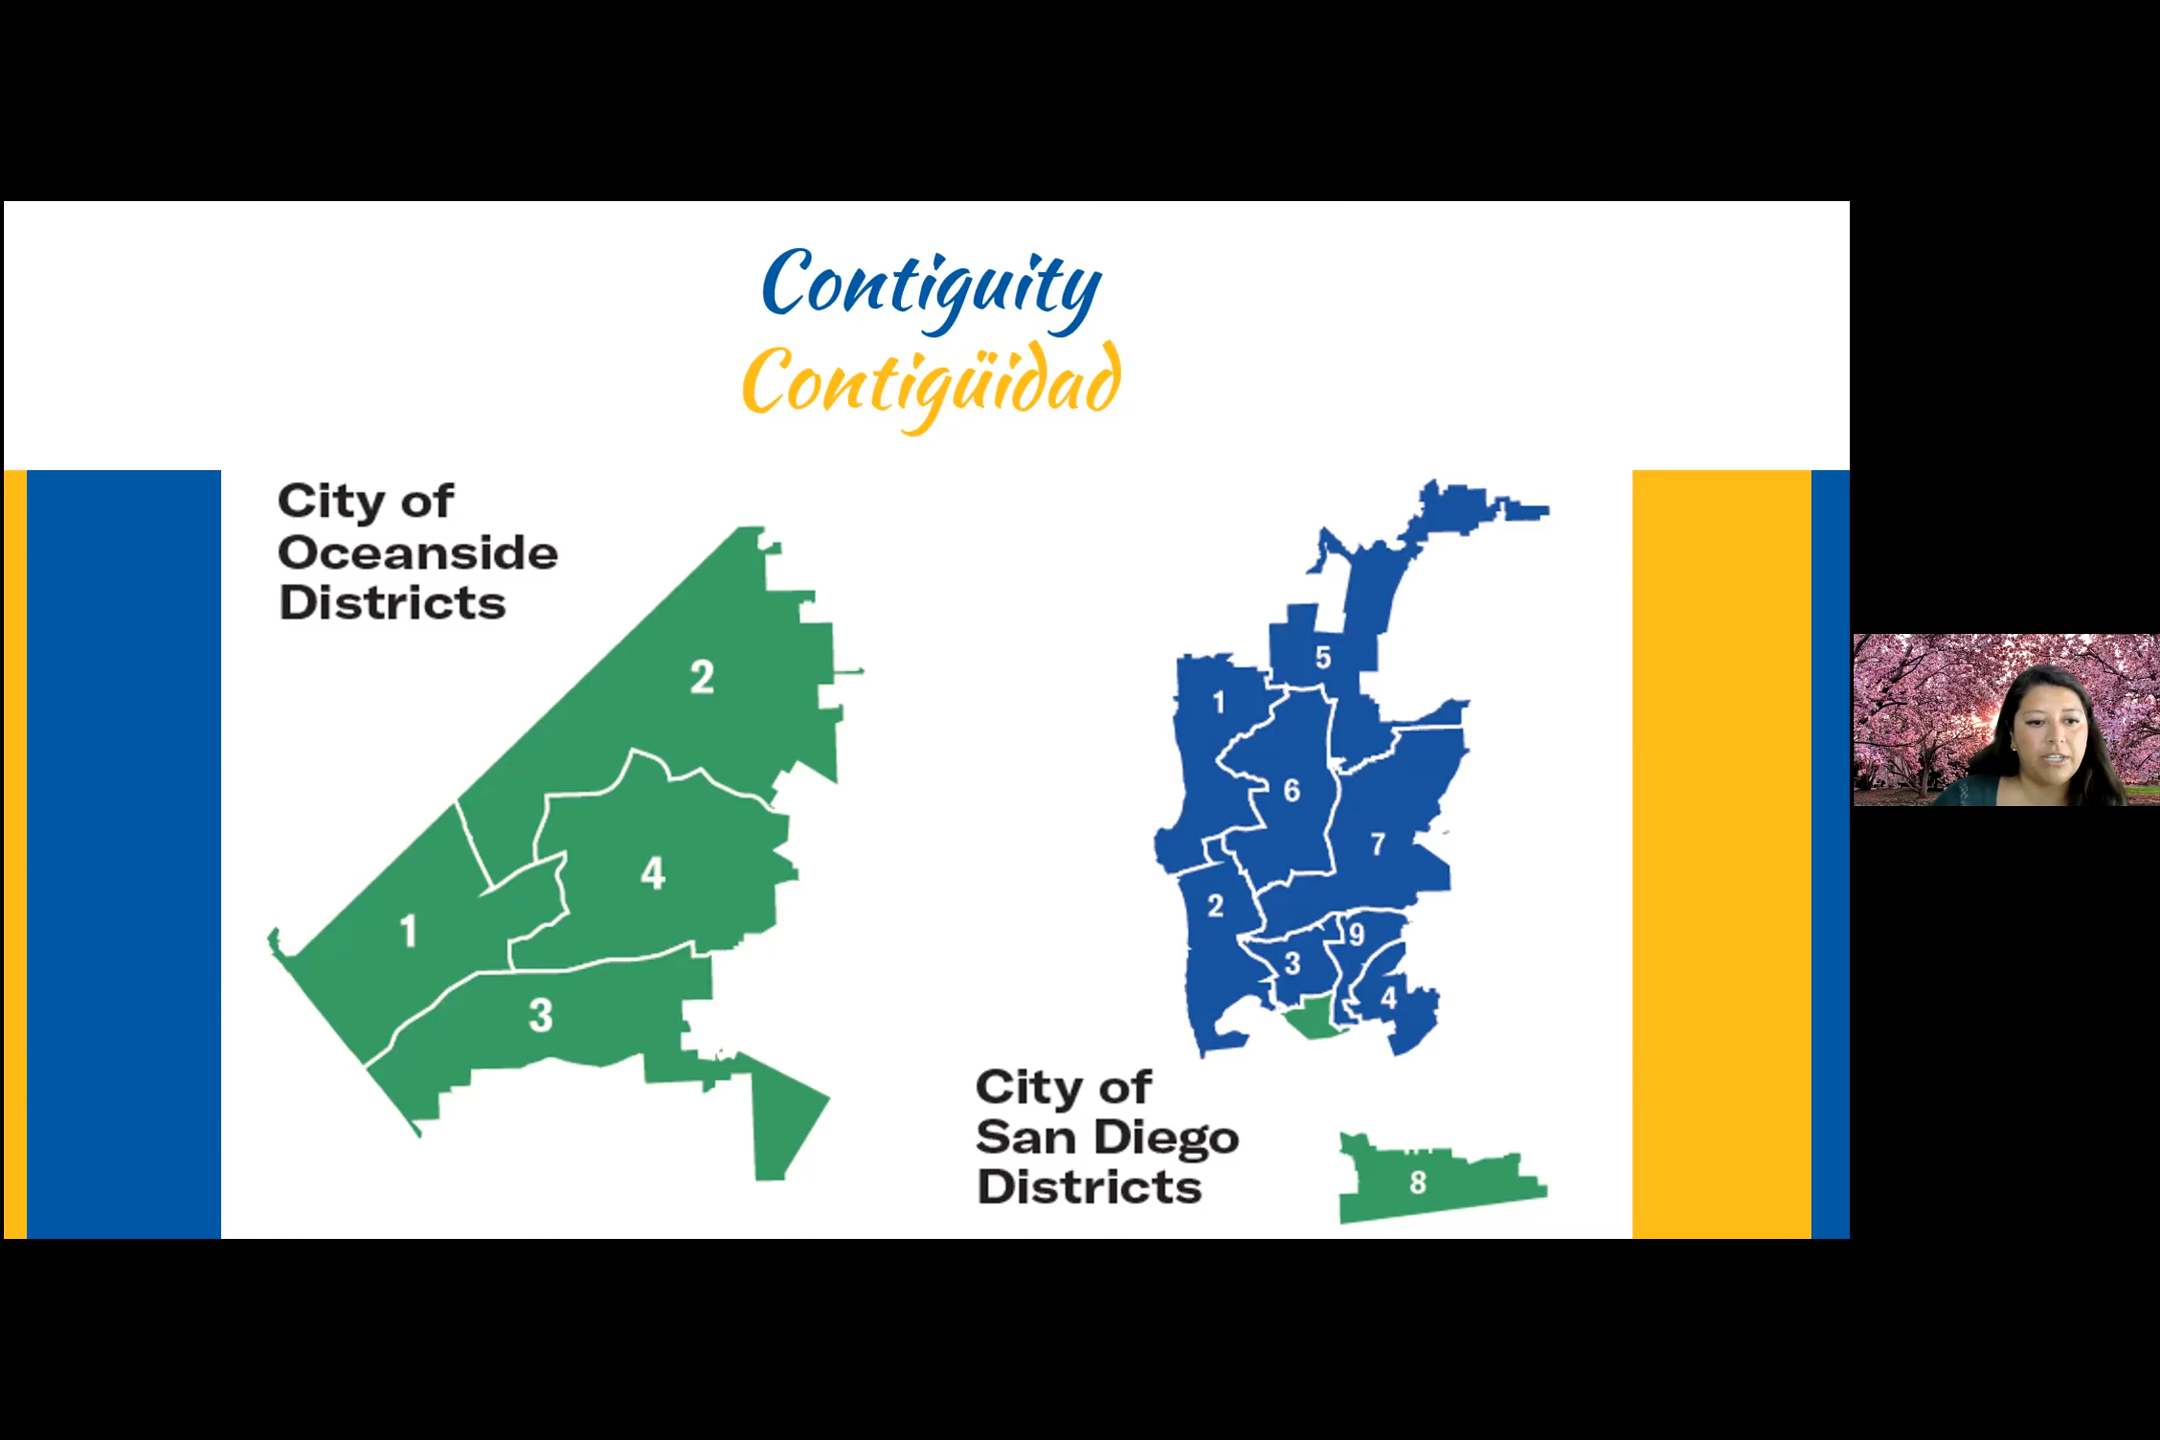 Contiguity
Contigüidad
City of
Oceanside
Districts
2
4
1
3
5
1
6
7
2
9
3
4
City of
San Diego
Districts
8